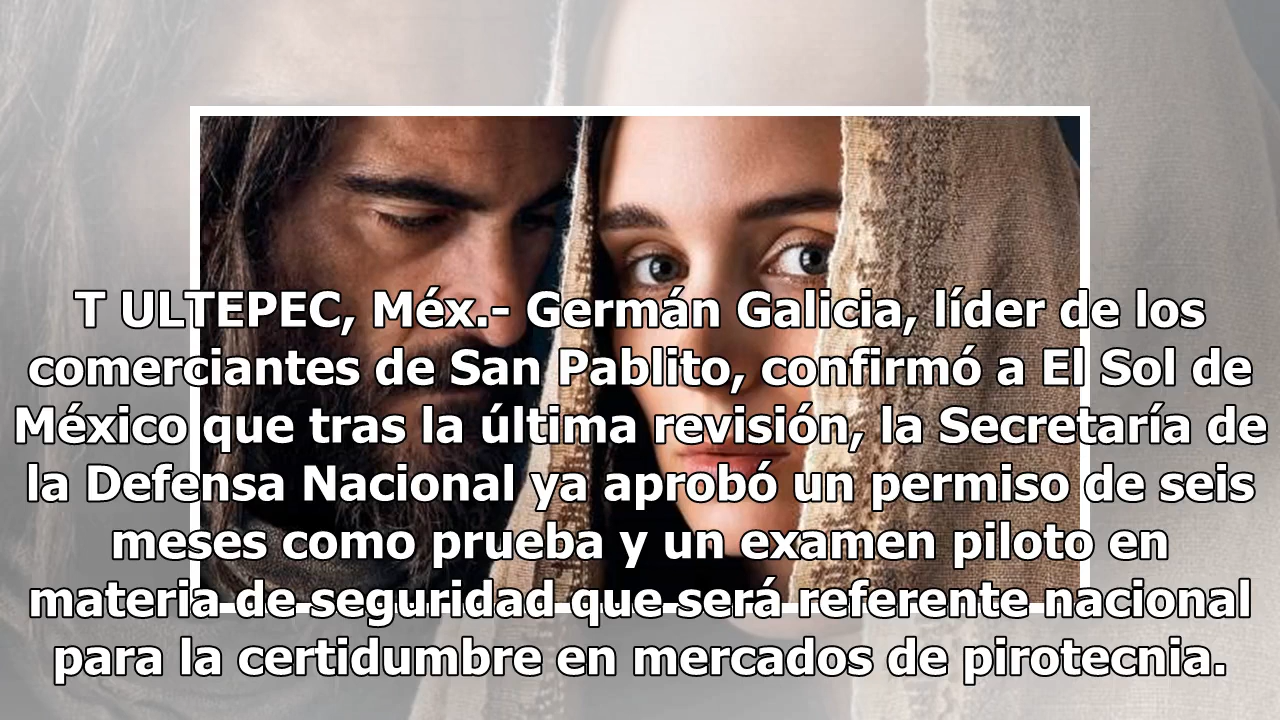 T ULTEPEC, Méx.- Germán Galicia, líder de los
comerciantes de San Pablito, confirmó a El Sol de
México que tras la última revisión, la Secretaría de
la Defensa Nacional ya aprobó un permiso de seis
meses como prueba y un examen piloto en
materia de seguridad que será referente nacional
para la certidumbre en mercados de pirotecnia.